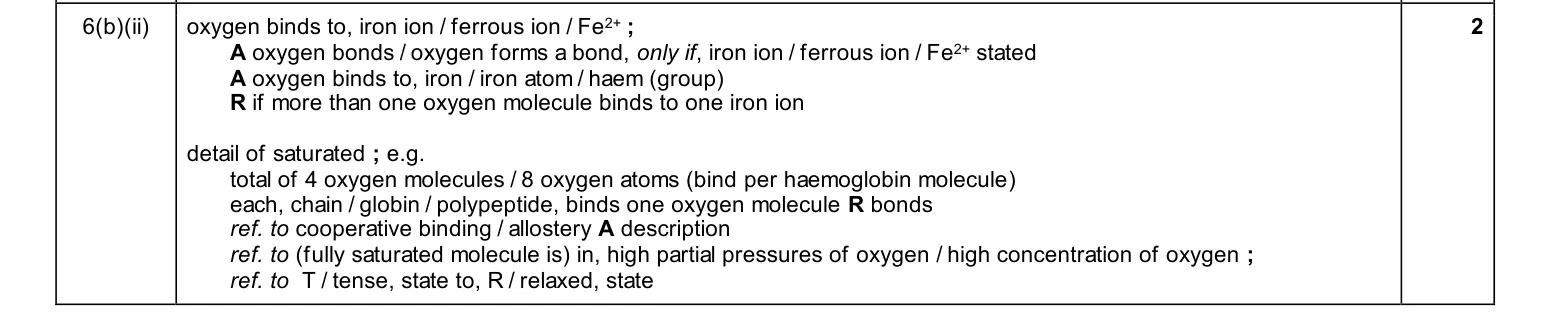 6(b)(ii) oxygen binds to, iron ion / ferrous ion / Fe²⁺ ; 2
A oxygen bonds / oxygen forms a bond, only if, iron ion / ferrous ion / Fe²⁺ stated
A oxygen binds to, iron / iron atom / haem (group)
R if more than one oxygen molecule binds to one iron ion
detail of saturated ; e.g.
total of 4 oxygen molecules / 8 oxygen atoms (bind per haemoglobin molecule)
each, chain / globin / polypeptide, binds one oxygen molecule R bonds
ref. to cooperative binding / allostery A description
ref. to (fully saturated molecule is) in, high partial pressures of oxygen / high concentration of oxygen ;
ref. to T / tense, state to, R / relaxed, state